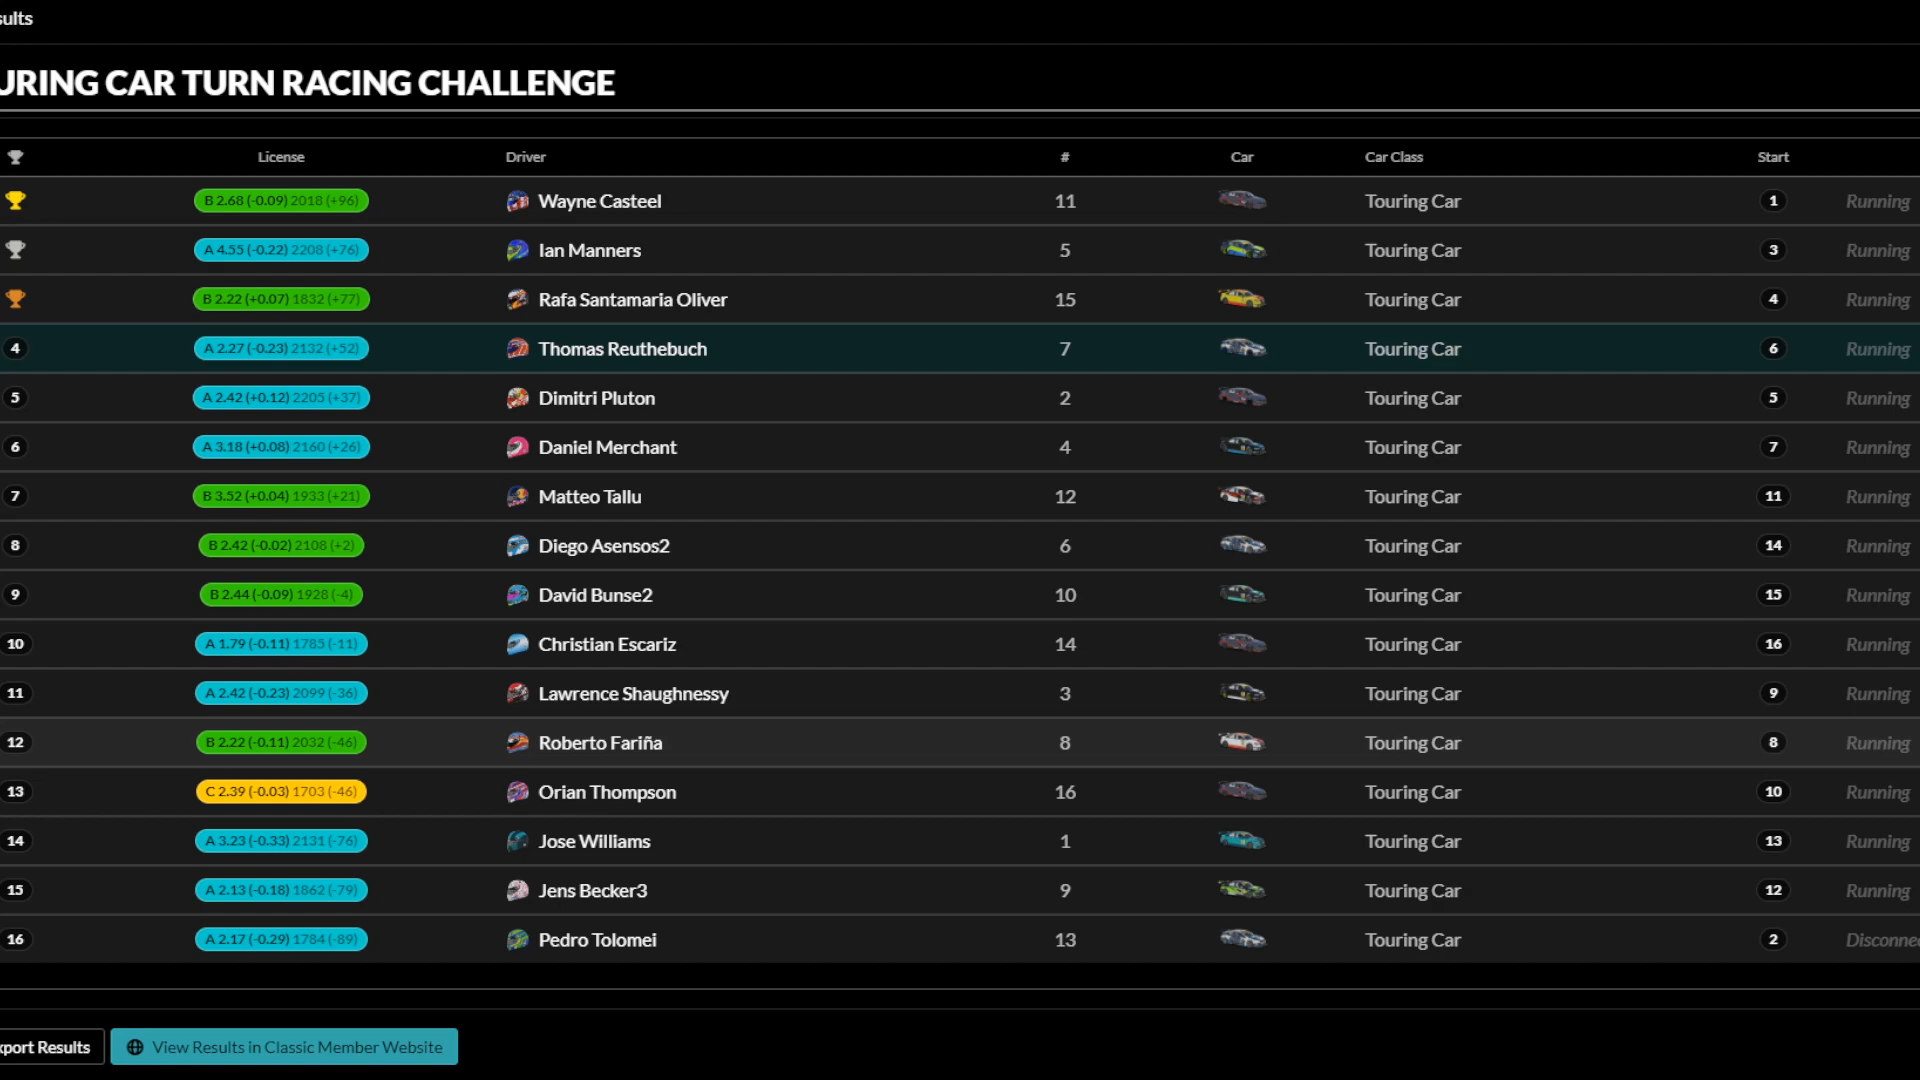 sults
URING CAR TURN RACING CHALLENGE
License Driver # Car Car Class Start
B 2.68 (-0.09) 2018 (+96) Wayne Casteel 11 Touring Car 1 Running
A 4.55 (-0.22) 2208 (+76) Ian Manners 5 Touring Car 3 Running
B 2.22 (+0.07) 1832 (+77) Rafa Santamaria Oliver 15 Touring Car 4 Running
4 A 2.27 (-0.23) 2132 (+52) Thomas Reuthebuch 7 Touring Car 6 Running
5 A 2.42 (+0.12) 2205 (+37) Dimitri Pluton 2 Touring Car 5 Running
6 A 3.18 (+0.08) 2160 (+26) Daniel Merchant 4 Touring Car 7 Running
7 B 3.52 (+0.04) 1933 (+21) Matteo Tallu 12 Touring Car 11 Running
8 B 2.42 (-0.02) 2108 (+2) Diego Asensos2 6 Touring Car 14 Running
9 B 2.44 (-0.09) 1928 (-4) David Bunse2 10 Touring Car 15 Running
10 A 1.79 (-0.11) 1785 (-11) Christian Escariz 14 Touring Car 16 Running
11 A 2.42 (-0.23) 2099 (-36) Lawrence Shaughnessy 3 Touring Car 9 Running
12 B 2.22 (-0.11) 2032 (-46) Roberto Fariña 8 Touring Car 8 Running
13 C 2.39 (-0.03) 1703 (-46) Orian Thompson 16 Touring Car 10 Running
14 A 3.23 (-0.33) 2131 (-76) Jose Williams 1 Touring Car 13 Running
15 A 2.13 (-0.18) 1862 (-79) Jens Becker3 9 Touring Car 12 Running
16 A 2.17 (-0.29) 1784 (-89) Pedro Tolomei 13 Touring Car 2 Disconnec
xport Results View Results in Classic Member Website